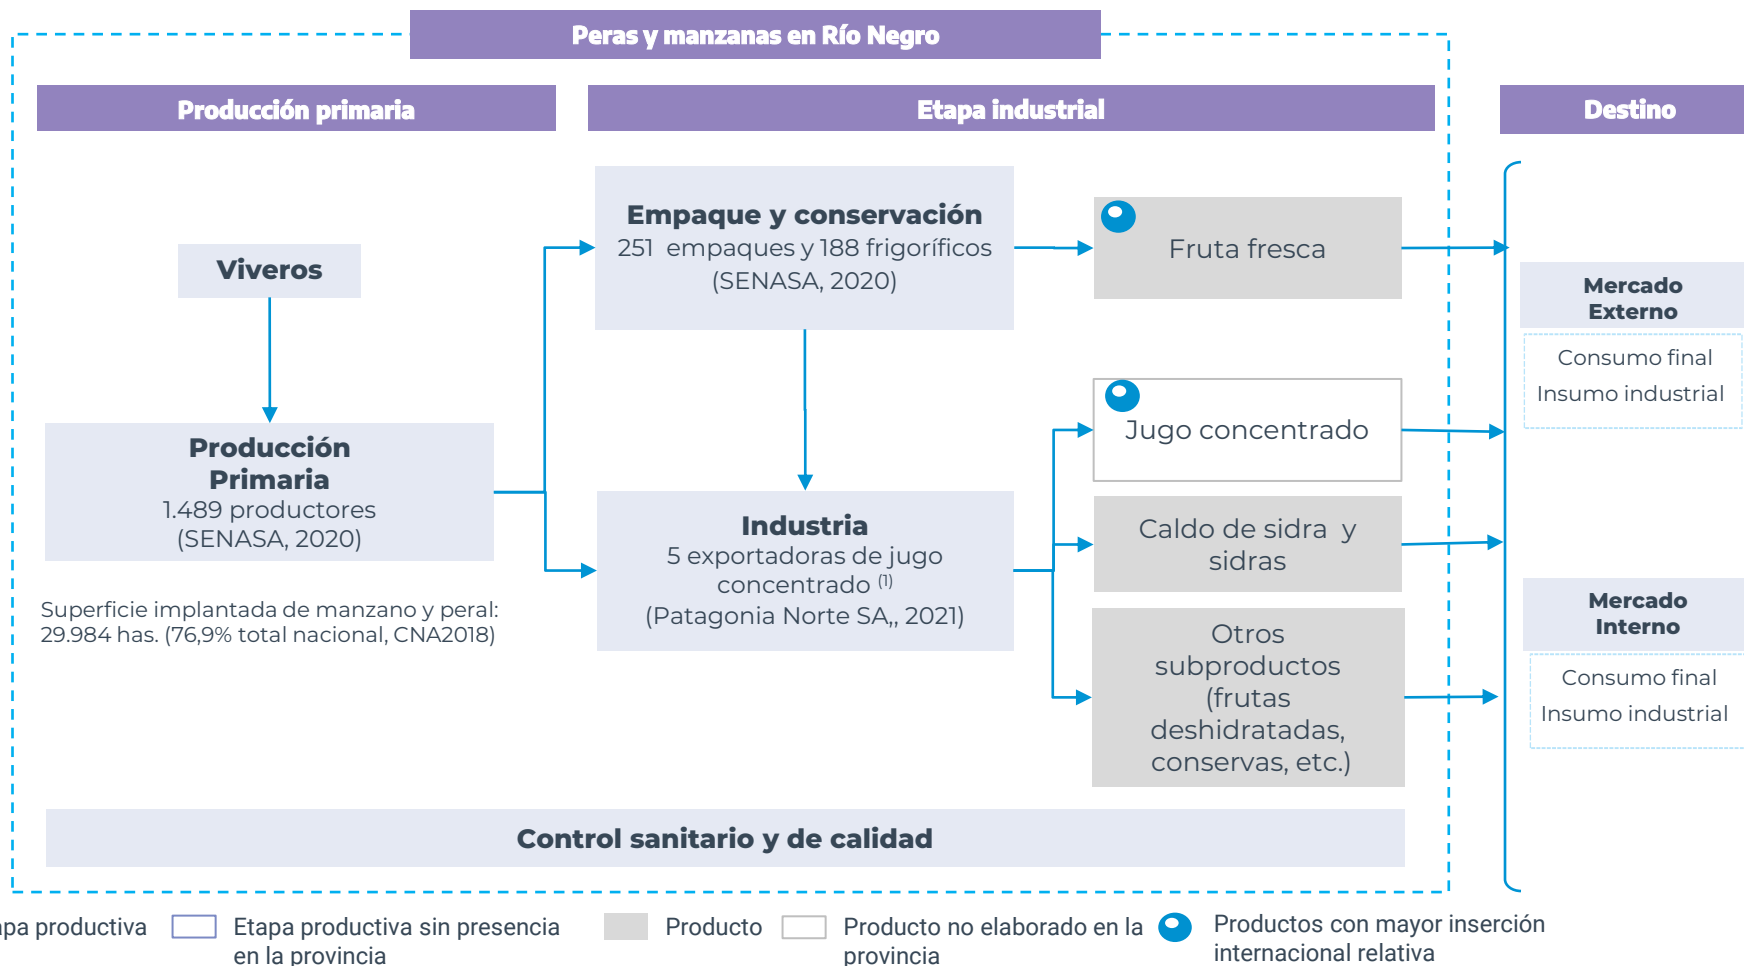 Peras y manzanas en Río Negro
Producción primaria
Etapa industrial
Destino
Viveros
Producción
Primaria
1.489 productores
(SENASA, 2020)
Superficie implantada de manzano y peral:
29.984 has. (76,9% total nacional, CNA2018)
Empaque y conservación
251 empaques y 188 frigoríficos
(SENASA, 2020)
Industria
5 exportadoras de jugo
concentrado (1)
(Patagonia Norte SA,, 2021)
Fruta fresca
Jugo concentrado
Caldo de sidra y
sidras
Otros
subproductos
(frutas
deshidratadas,
conservas, etc.)
Mercado
Externo
Consumo final
Insumo industrial
Mercado
Interno
Consumo final
Insumo industrial
Control sanitario y de calidad
apa productiva
Etapa productiva sin presencia
en la provincia
Producto
Producto no elaborado en la
provincia
Productos con mayor inserción
internacional relativa